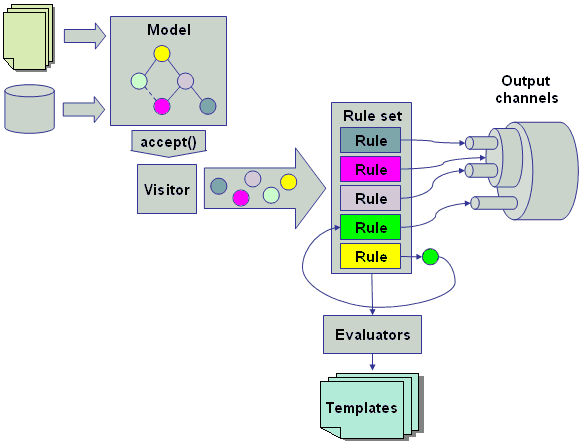 Model
accept()
Visitor
Rule set
Rule
Rule
Rule
Rule
Rule
Output
channels
Evaluators
Templates